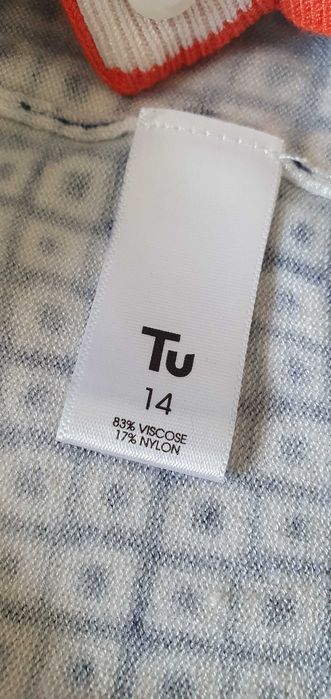 Tu
14
83% VISCOSE
17% NYLON